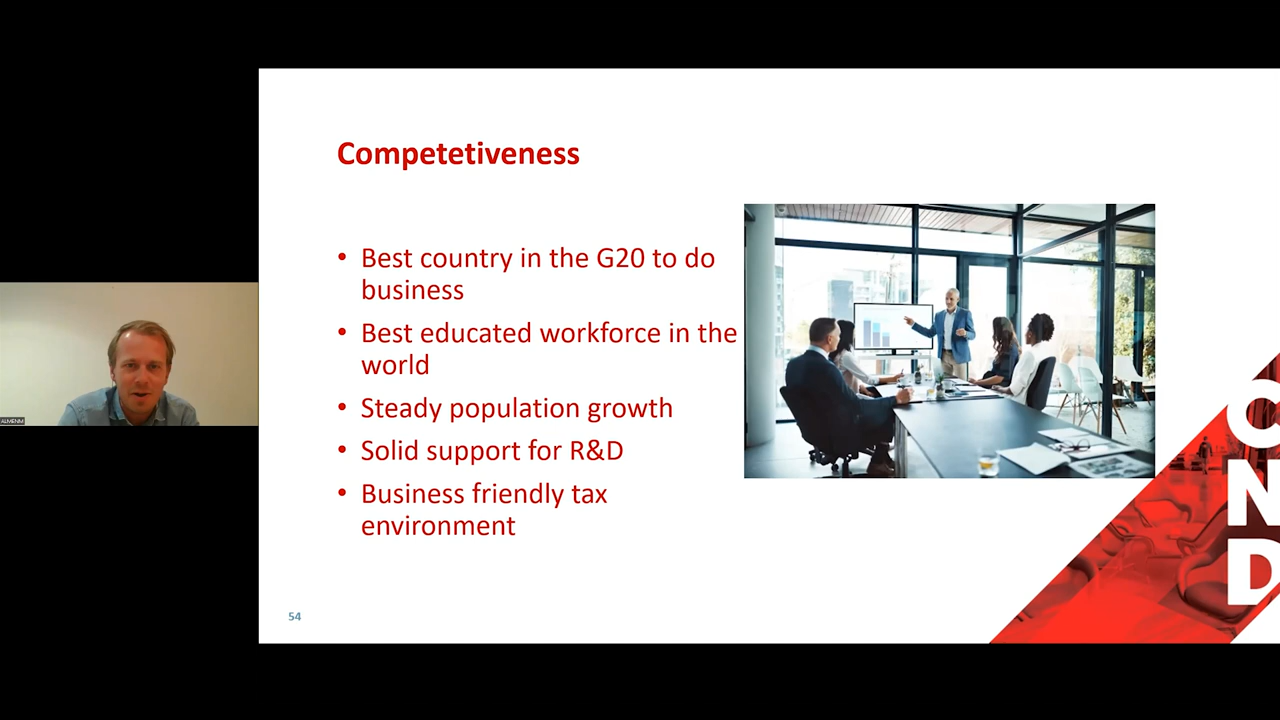 Competetiveness
• Best country in the G20 to do
business
• Best educated workforce in the
world
• Steady population growth
• Solid support for R&D
• Business friendly tax
environment
54
C
N
D